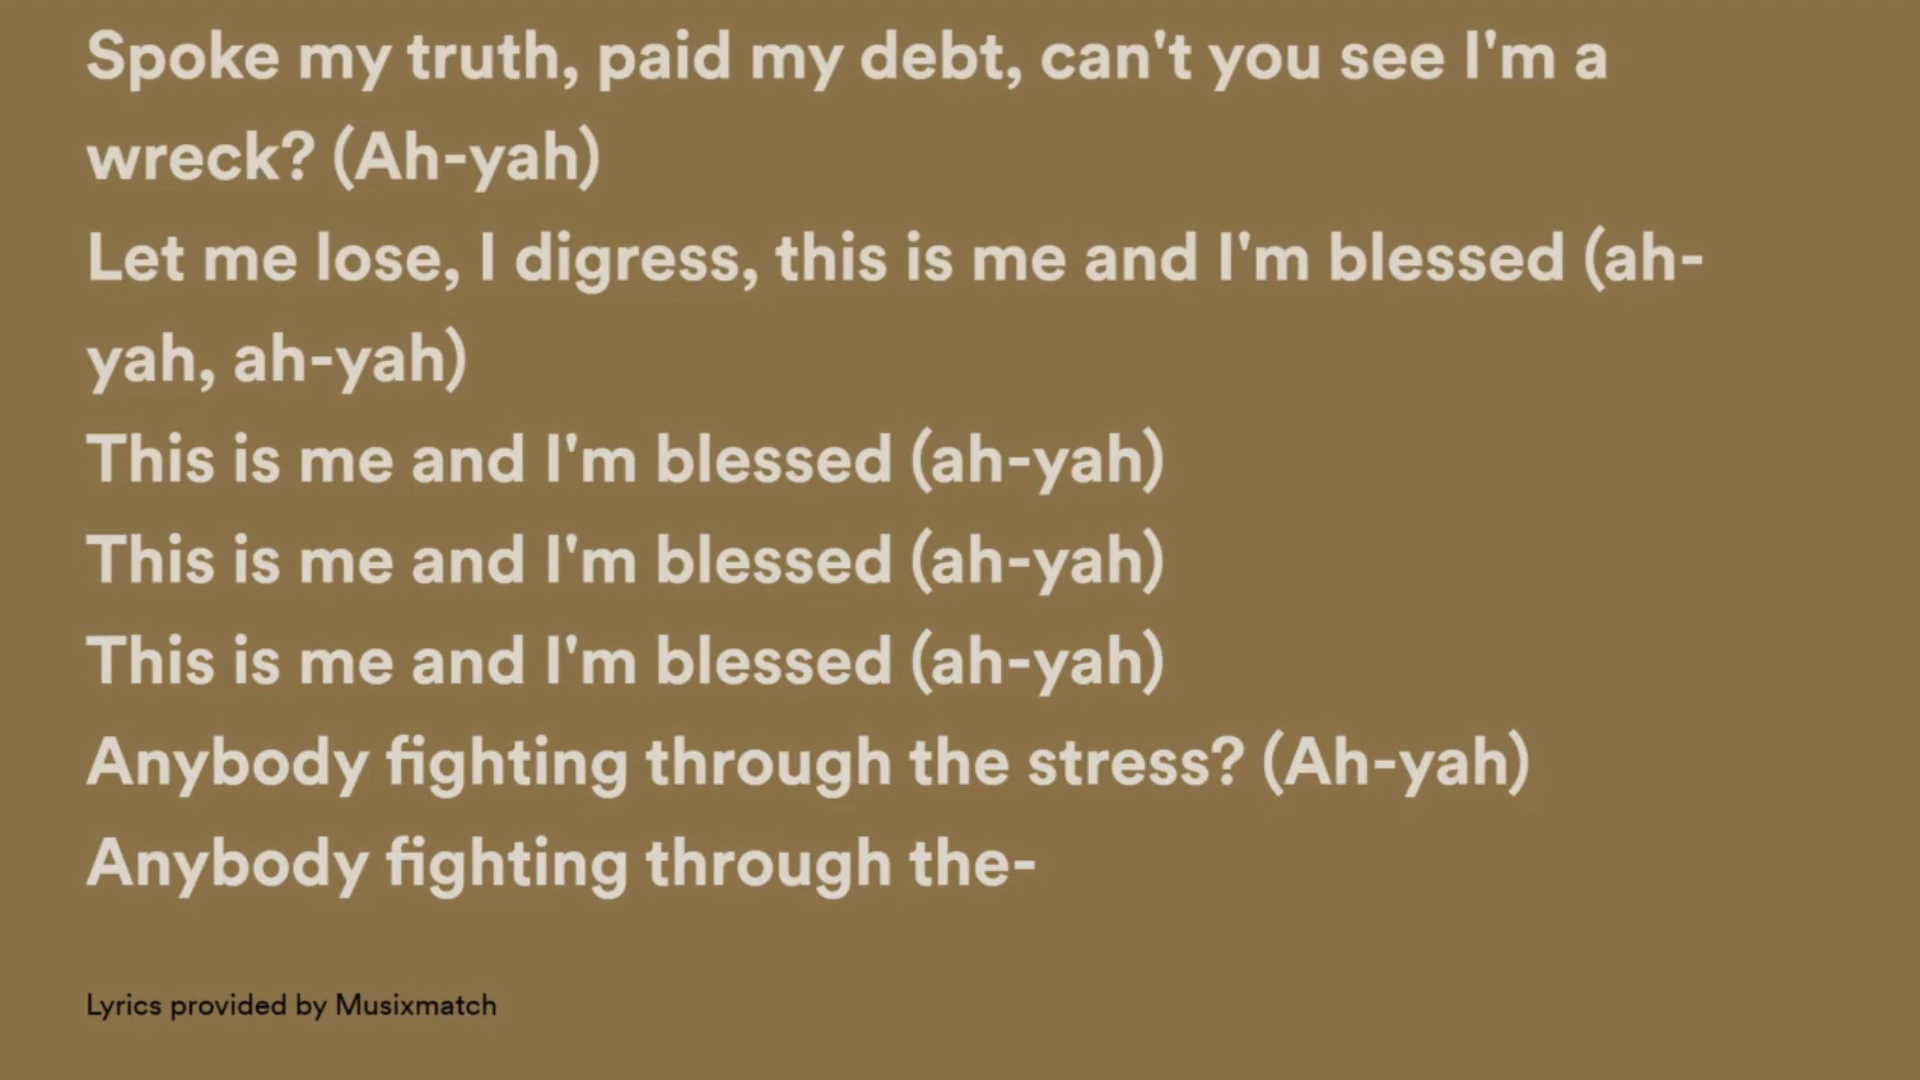 Spoke my truth, paid my debt, can't you see I'm a
wreck? (Ah-yah)
Let me lose, I digress, this is me and I'm blessed (ah-
yah, ah-yah)
This is me and I'm blessed (ah-yah)
This is me and I'm blessed (ah-yah)
This is me and I'm blessed (ah-yah)
Anybody fighting through the stress? (Ah-yah)
Anybody fighting through the-
Lyrics provided by Musixmatch